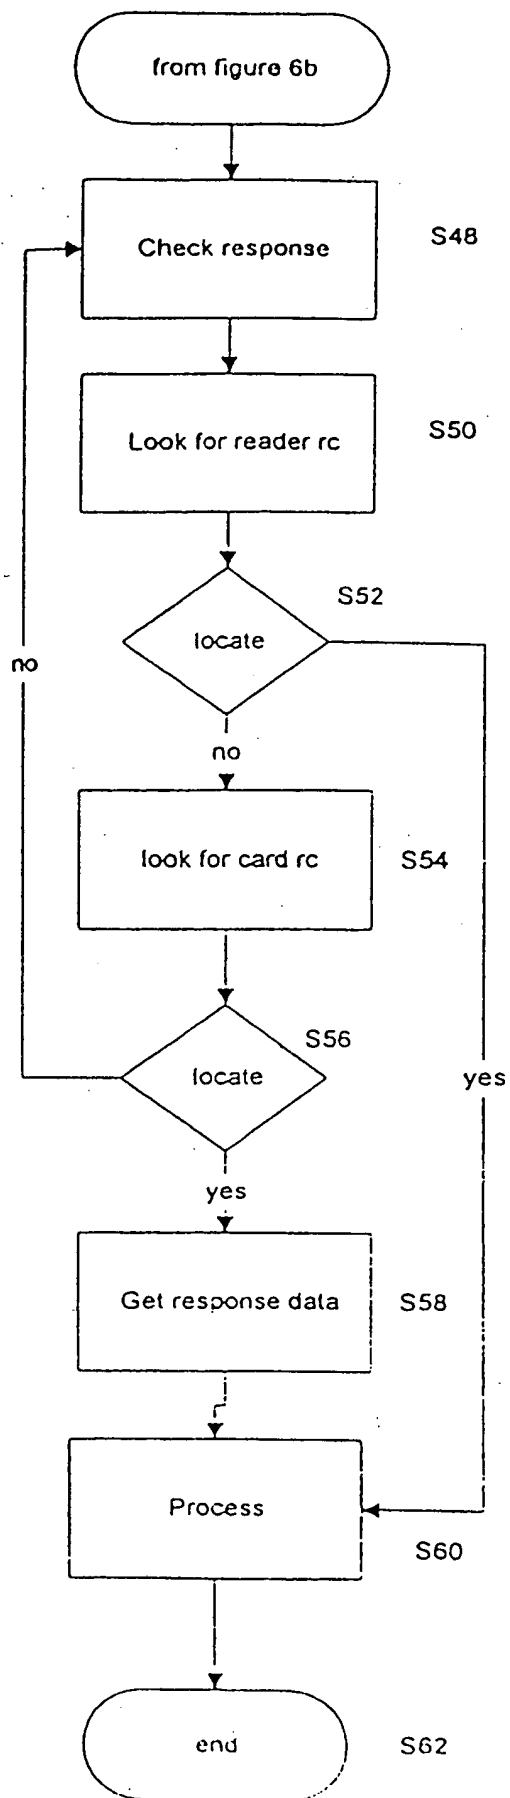 from figure 6b
Check response
S48
Look for reader rc
S50
locate
S52
no
no
look for card rc
S54
locate
S56
yes
yes
Get response data
S58
Process
S60
end
S62